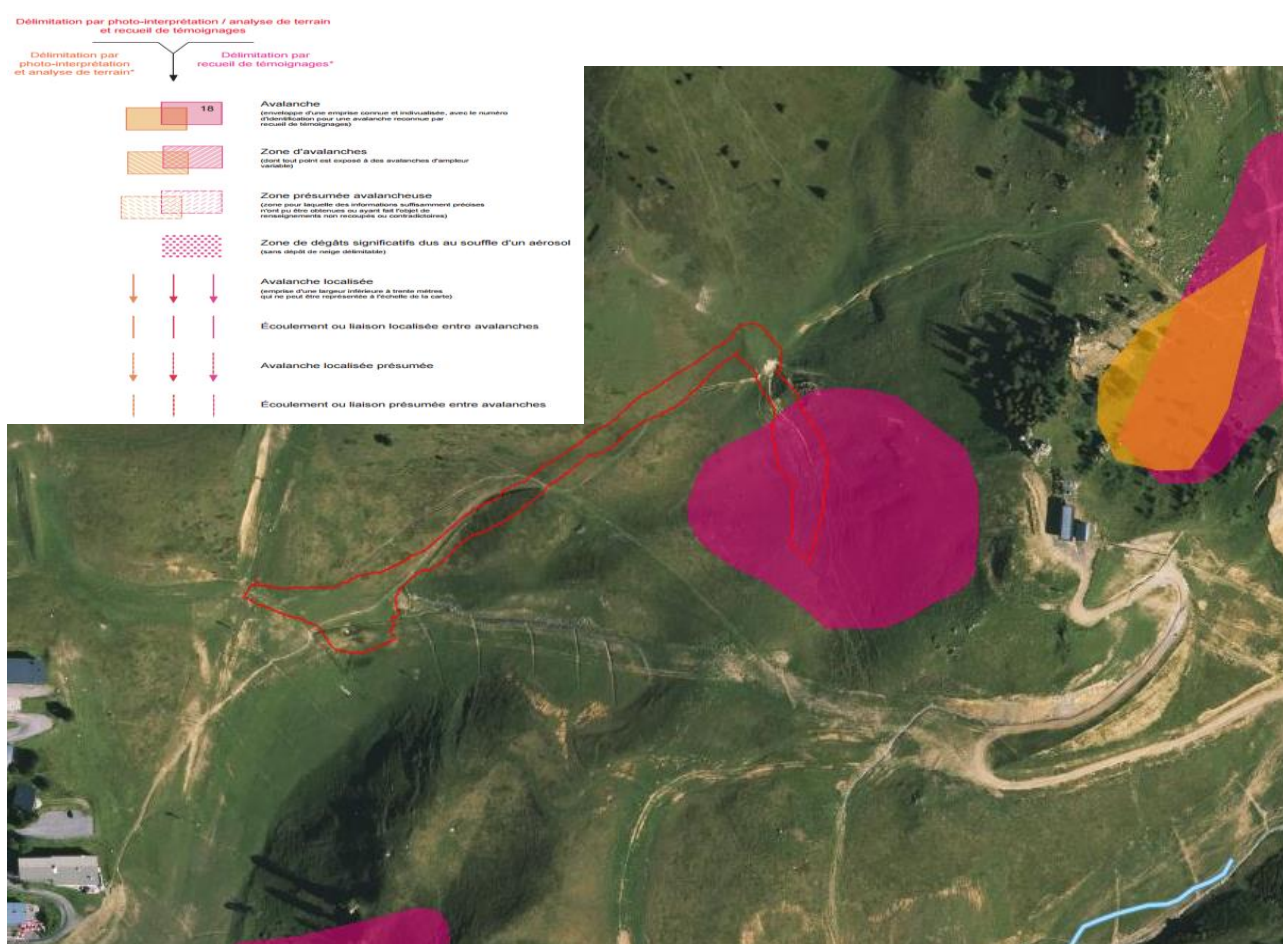 Délimitation par photo-interprétation / analyse de terrain
et recueil de témoignages
Délimitation par
photo-interprétation
et analyse de terrain*
Délimitation par
recueil de témoignages*
18
Avalanche
(enveloppe d'une emprise connue et indivualisée, avec le numéro
d'identification pour une avalanche reconnue par
recueil de témoignages)
Zone d'avalanches
(dont tout point est exposé à des avalanches d'ampleur
variable)
Zone présumée avalancheuse
(zone pour laquelle des informations suffisamment précises
n'ont pu être obtenues ou ayant fait l'objet de
renseignements non recoupés ou contradictoires)
Zone de dégâts significatifs dus au souffle d'un aérosol
(sans dépôt de neige délimitable)
Avalanche localisée
(emprise d'une largeur inférieure à trente mètres
qui ne peut être représentée à l'échelle de la carte)
Écoulement ou liaison localisée entre avalanches
Avalanche localisée présumée
Écoulement ou liaison présumée entre avalanches